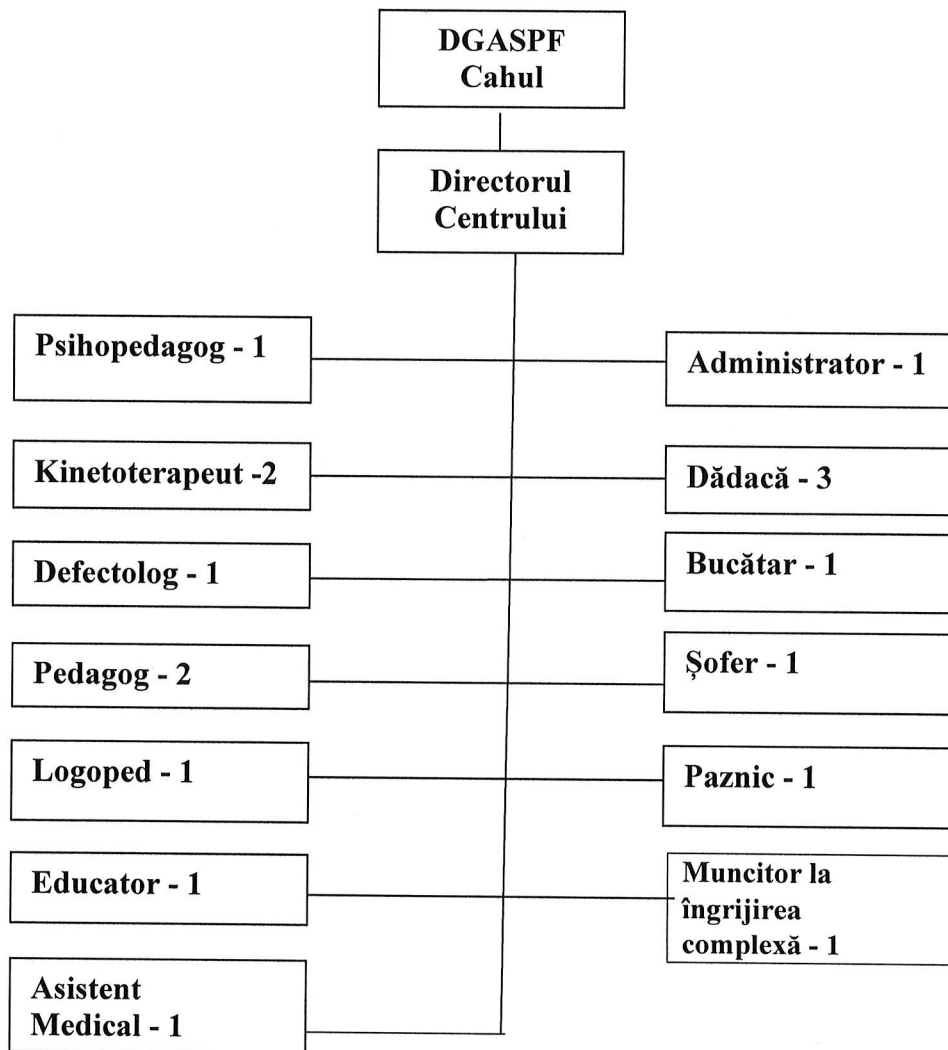 DGASPF
Cahul
Directorul
Centrului
Psihopedagog - 1
Administrator - 1
Kinetoterapeut -2
Dădacă - 3
Defectolog - 1
Bucătar - 1
Pedagog - 2
Șofer - 1
Logoped - 1
Paznic - 1
Educator - 1
Muncitor la
îngrijirea
complexă - 1
Asistent
Medical - 1